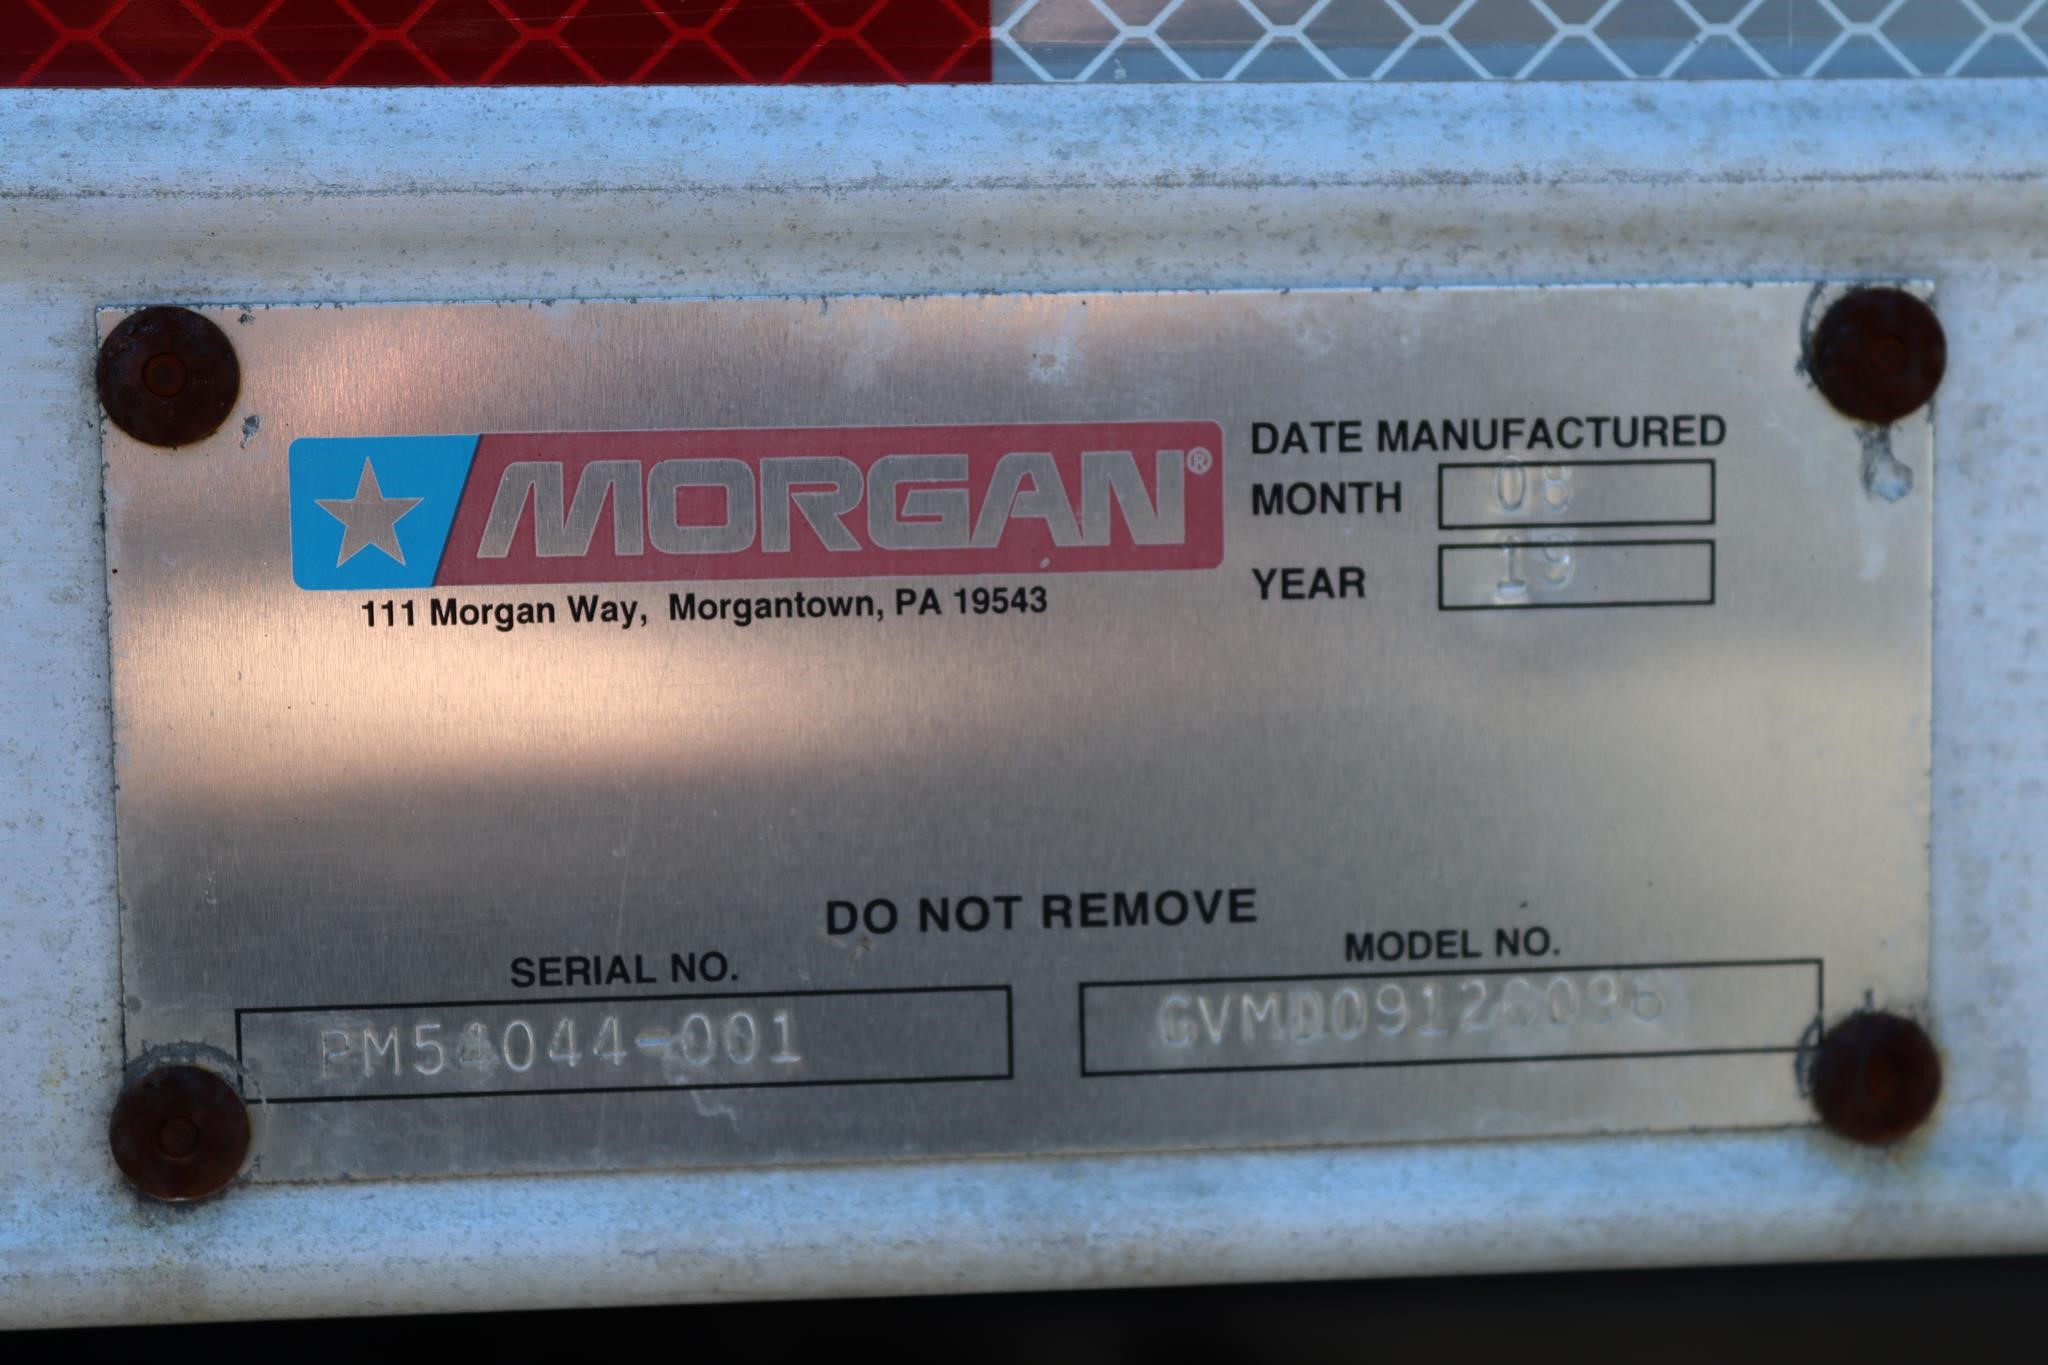 MORGAN®
111 Morgan Way, Morgantown, PA 19543
DATE MANUFACTURED
MONTH 08
YEAR 19
DO NOT REMOVE
SERIAL NO.
PM54044-001
MODEL NO.
GVMD09126096